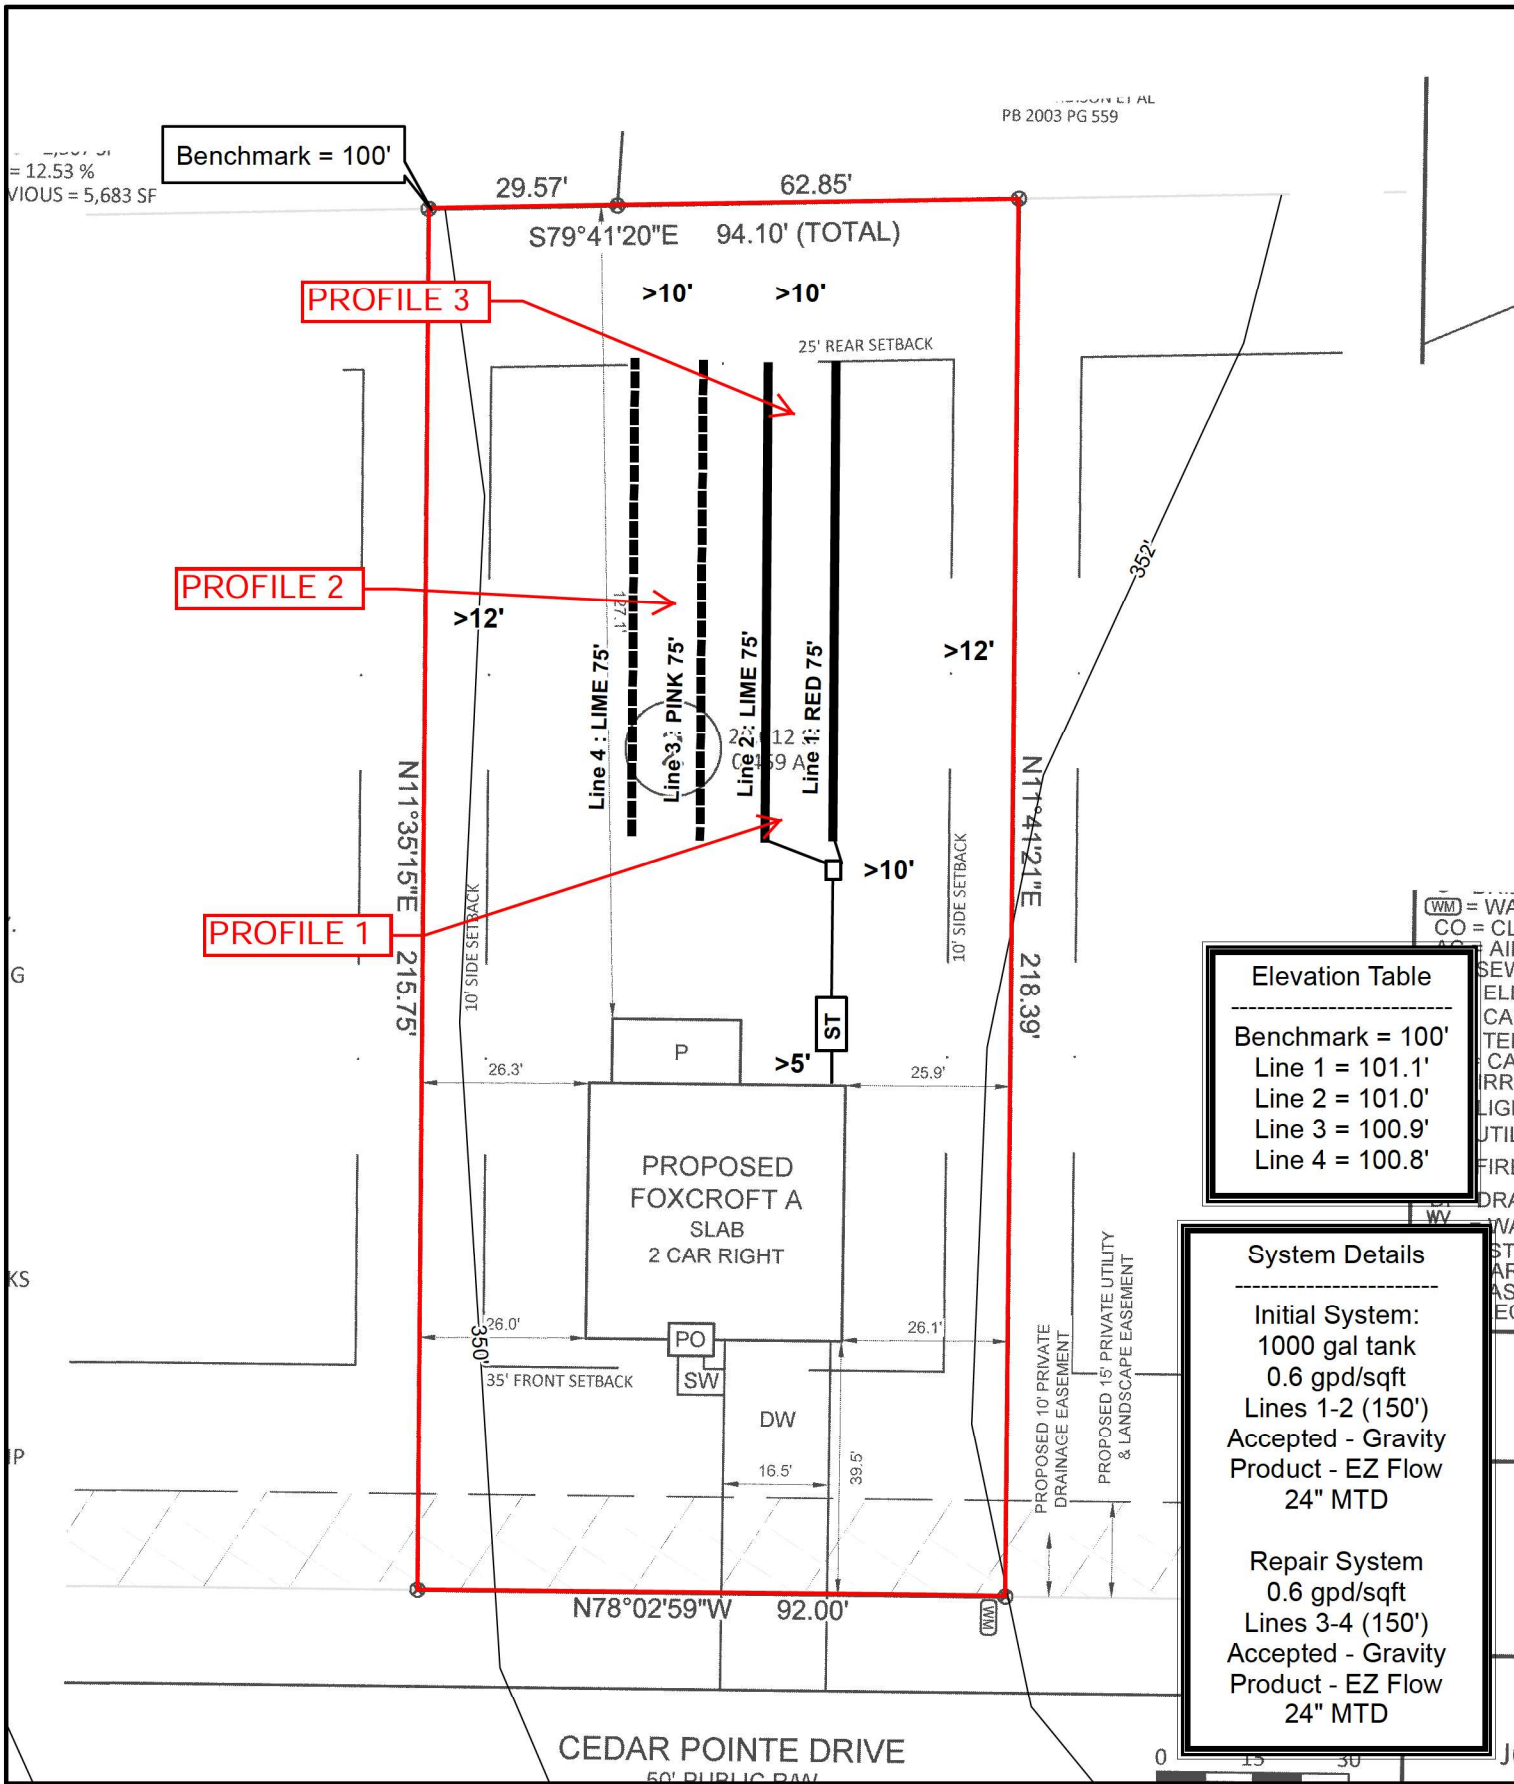 PB 2003 PG 559
= 12.53 %
VIOUS = 5,683 SF
Benchmark = 100'
29.57'
62.85'
S79°41'20"E 94.10' (TOTAL)
PROFILE 3
>10'
>10'
25' REAR SETBACK
352'
PROFILE 2
127.1'
>12'
>12'
Line 4 : LIME 75'
Line 3 : PINK 75'
Line 2 : LIME 75'
Line 1: RED 75'
N11°35'15"E 215.75'
N11°41'21"E 218.39'
>10'
PROFILE 1
10' SIDE SETBACK
10' SIDE SETBACK
G
ST
P
>5'
26.3'
25.9'
PROPOSED
FOXCROFT A
SLAB
2 CAR RIGHT
KS
26.0'
26.1'
350'
PO
SW
35' FRONT SETBACK
DW
16.5'
39.5'
PROPOSED 10' PRIVATE
DRAINAGE EASEMENT
PROPOSED 15' PRIVATE UTILITY
& LANDSCAPE EASEMENT
N78°02'59"W 92.00'
WM
CEDAR POINTE DRIVE
50' PUBLIC R/W
WM = WA
CO = CL
Elevation Table
Benchmark = 100'
Line 1 = 101.1'
Line 2 = 101.0'
Line 3 = 100.9'
Line 4 = 100.8'
System Details
Initial System:
1000 gal tank
0.6 gpd/sqft
Lines 1-2 (150')
Accepted - Gravity
Product - EZ Flow
24" MTD
Repair System
0.6 gpd/sqft
Lines 3-4 (150')
Accepted - Gravity
Product - EZ Flow
24" MTD
0 15 30